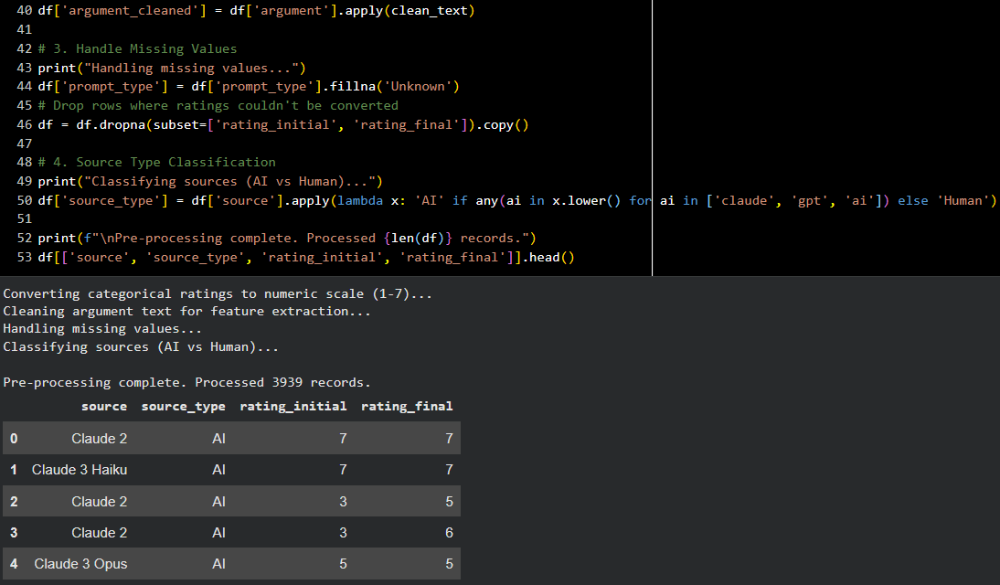 40 df['argument_cleaned'] = df['argument'].apply(clean_text)
41
42 # 3. Handle Missing Values
43 print("Handling missing values...")
44 df['prompt_type'] = df['prompt_type'].fillna('Unknown')
45 # Drop rows where ratings couldn't be converted
46 df = df.dropna(subset=['rating_initial', 'rating_final']).copy()
47
48 # 4. Source Type Classification
49 print("Classifying sources (AI vs Human)...")
50 df['source_type'] = df['source'].apply(lambda x: 'AI' if any(ai in x.lower() for ai in ['claude', 'gpt', 'ai']) else 'Human')
51
52 print(f"\nPre-processing complete. Processed {len(df)} records.")
53 df[['source', 'source_type', 'rating_initial', 'rating_final']].head()
Converting categorical ratings to numeric scale (1-7)...
Cleaning argument text for feature extraction...
Handling missing values...
Classifying sources (AI vs Human)...
Pre-processing complete. Processed 3939 records.
source source_type rating_initial rating_final
0 Claude 2 AI 7 7
1 Claude 3 Haiku AI 7 7
2 Claude 2 AI 3 5
3 Claude 2 AI 3 6
4 Claude 3 Opus AI 5 5